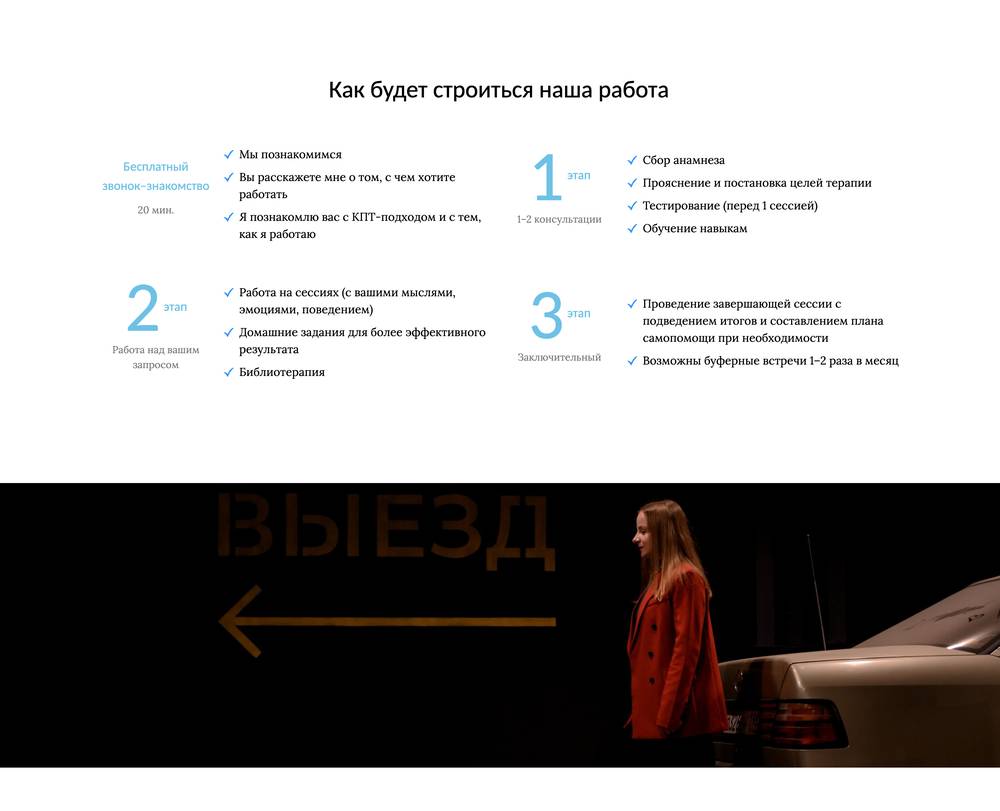 Как будет строиться наша работа
Бесплатный
звонок-знакомство
20 мин.
Мы познакомимся
Вы расскажете мне о том, с чем хотите
работать
Я познакомлю вас с КПТ-подходом и с тем,
как я работаю
1 этап
1-2 консультации
Сбор анамнеза
Прояснение и постановка целей терапии
Тестирование (перед 1 сессией)
Обучение навыкам
2 этап
Работа над вашим
запросом
Работа на сессиях (с вашими мыслями,
эмоциями, поведением)
Домашние задания для более эффективного
результата
Библиотерапия
3 этап
Заключительный
Проведение завершающей сессии с
подведением итогов и составлением плана
самопомощи при необходимости
Возможны буферные встречи 1-2 раза в месяц
ВЫЕЗД